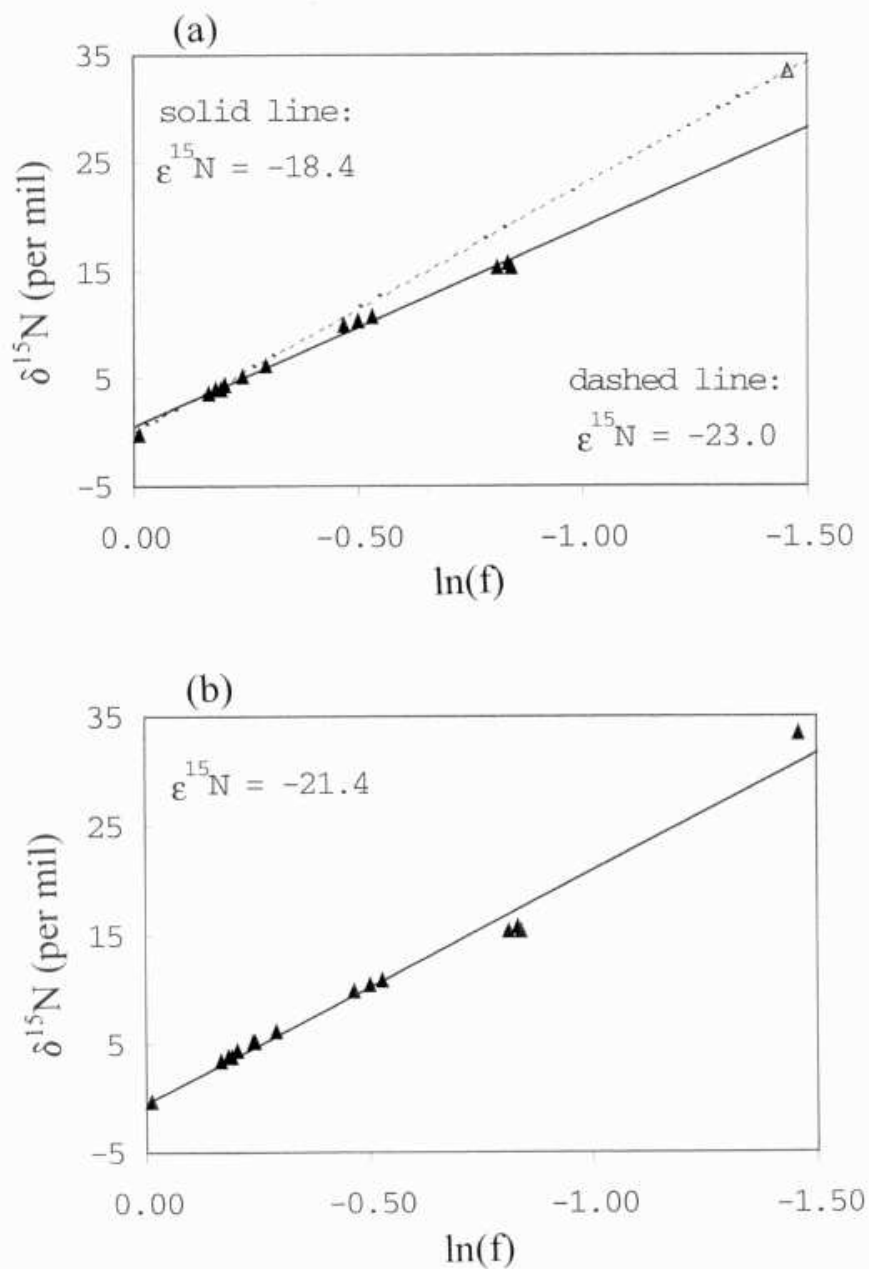 (a)
35
25
15
5
-5
δ¹⁵N (per mil)
solid line:
ε¹⁵N = -18.4
dashed line:
ε¹⁵N = -23.0
0.00 -0.50 -1.00 -1.50
ln(f)
(b)
35
25
15
5
-5
δ¹⁵N (per mil)
ε¹⁵N = -21.4
0.00 -0.50 -1.00 -1.50
ln(f)